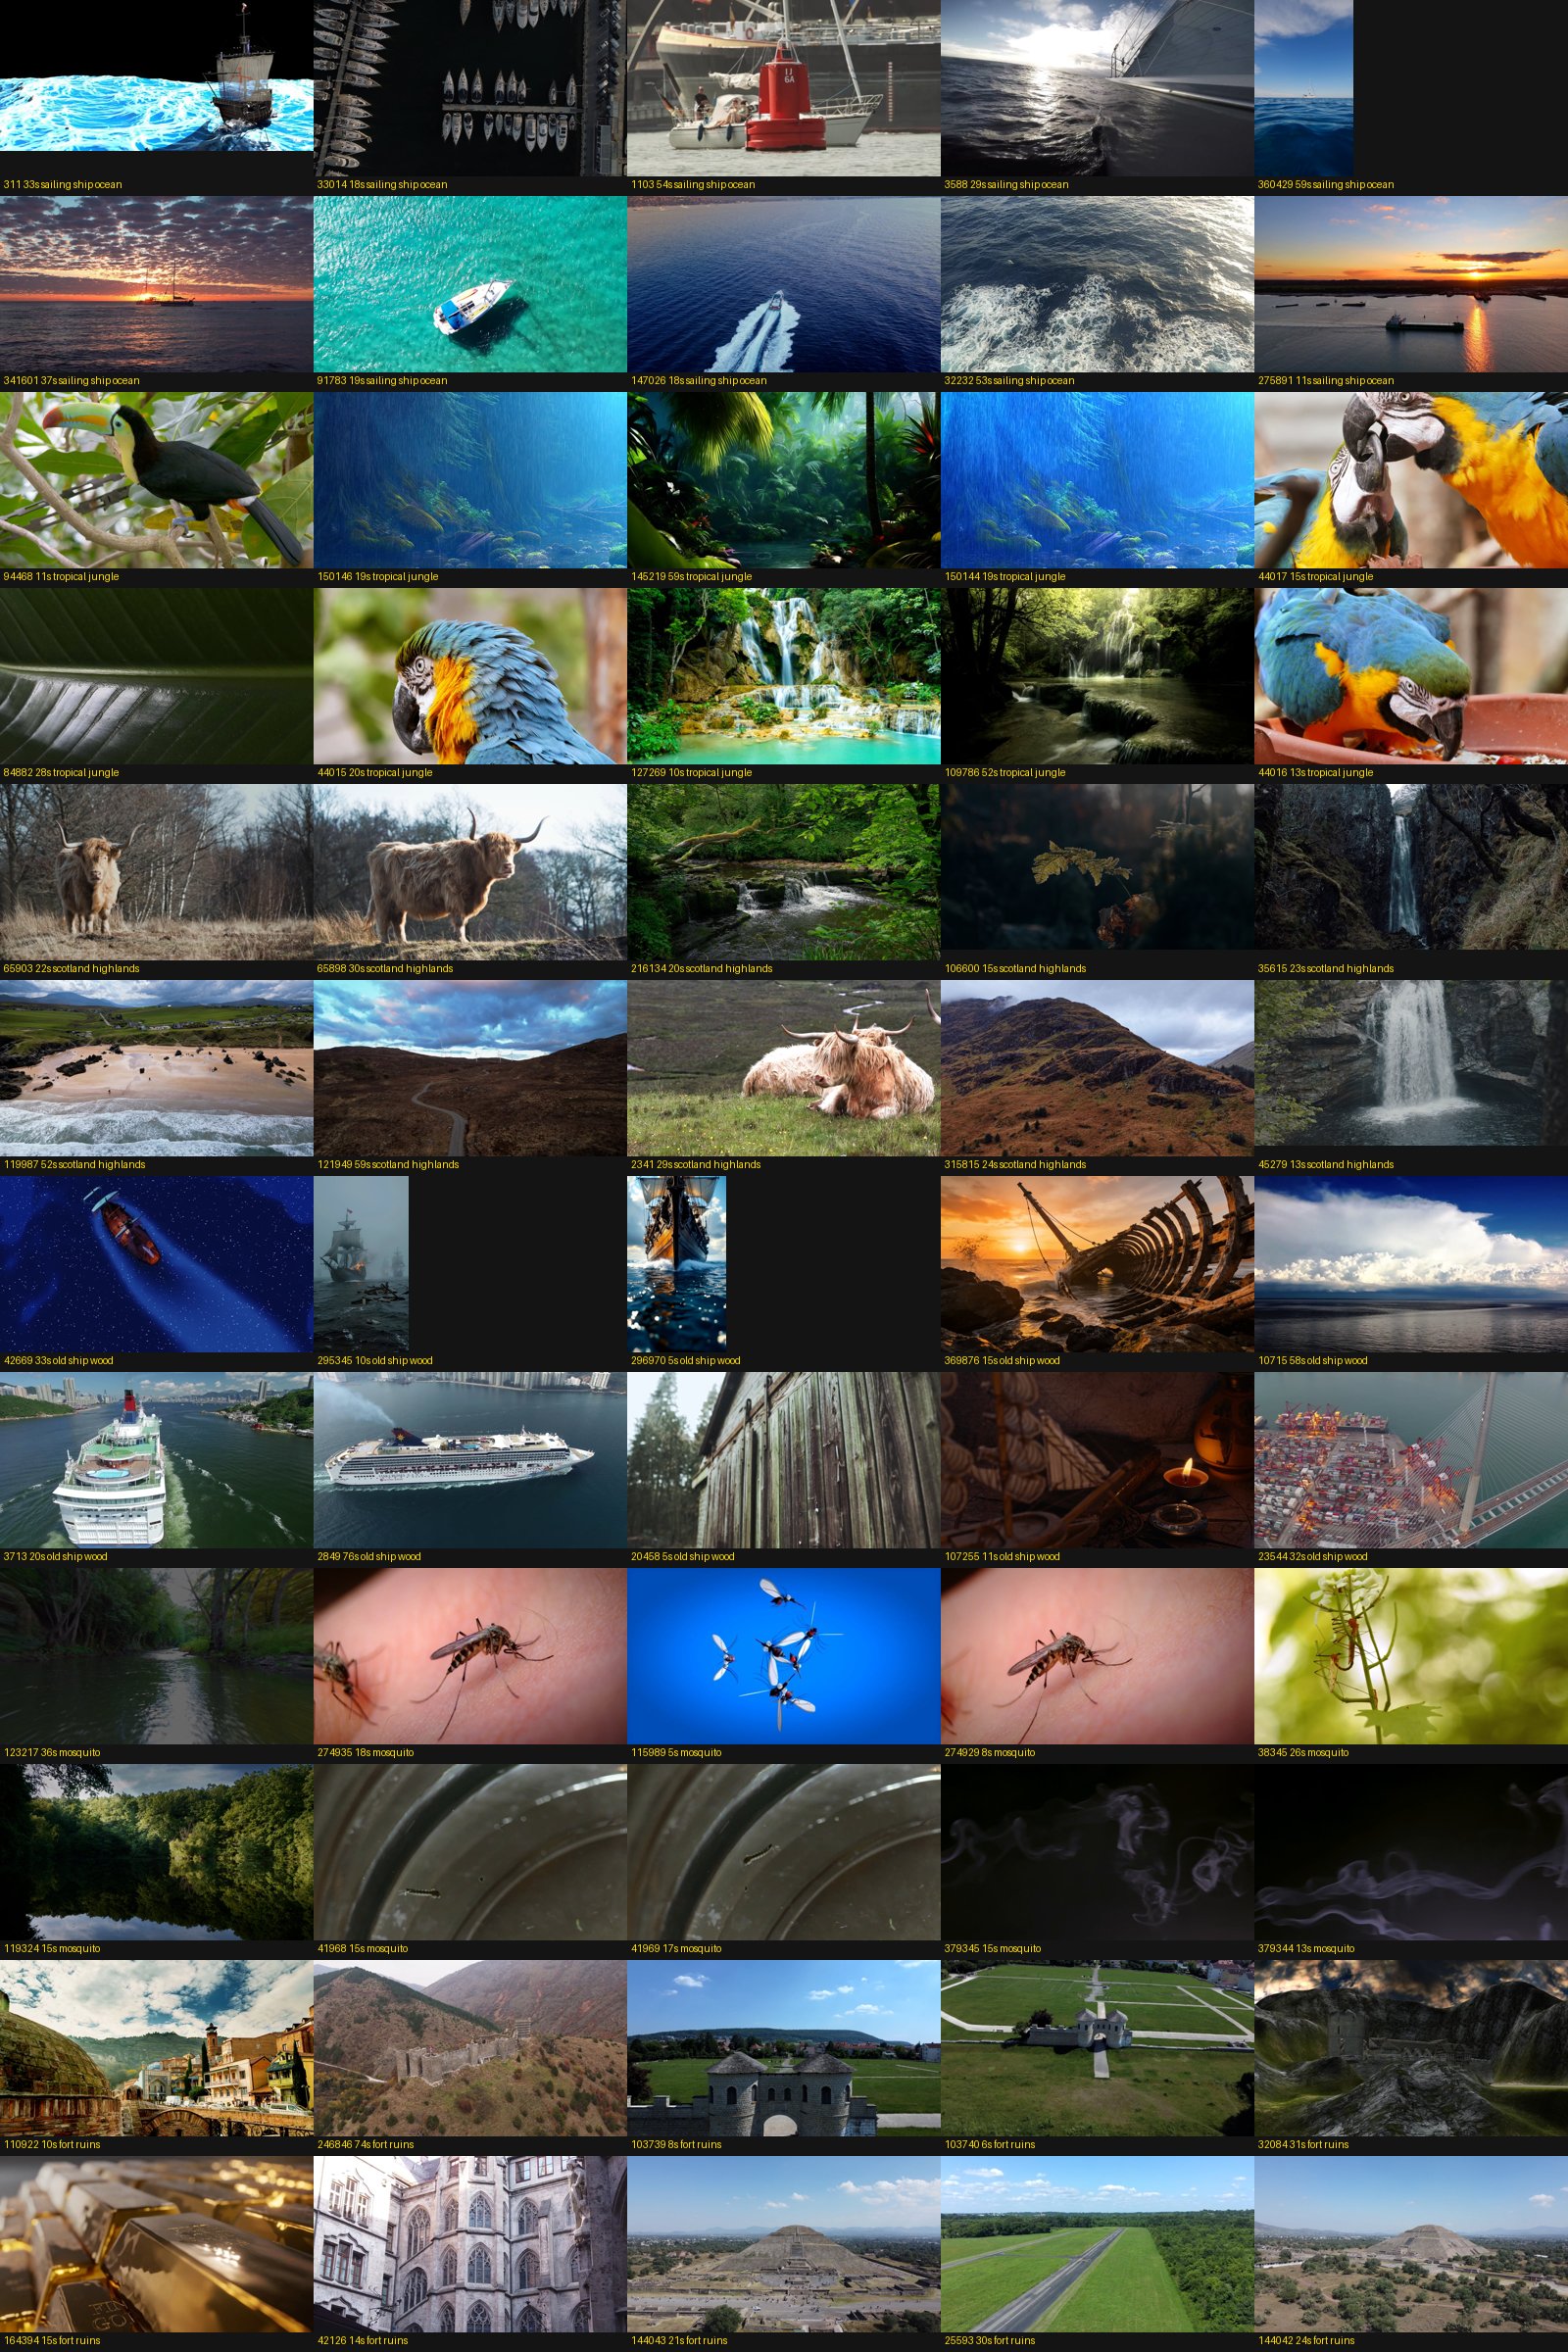 IJ
6A
311 33s sailing ship ocean
33014 18s sailing ship ocean
1103 54s sailing ship ocean
3588 29s sailing ship ocean
360429 59s sailing ship ocean
341601 37s sailing ship ocean
91783 19s sailing ship ocean
147026 18s sailing ship ocean
32232 53s sailing ship ocean
275891 11s sailing ship ocean
94468 11s tropical jungle
150146 19s tropical jungle
145219 59s tropical jungle
150144 19s tropical jungle
44017 15s tropical jungle
84882 28s tropical jungle
44015 20s tropical jungle
127269 10s tropical jungle
109786 52s tropical jungle
44016 13s tropical jungle
65903 22s scotland highlands
65898 30s scotland highlands
216134 20s scotland highlands
106600 15s scotland highlands
35615 23s scotland highlands
119987 52s scotland highlands
121949 59s scotland highlands
2341 29s scotland highlands
315815 24s scotland highlands
45279 13s scotland highlands
42669 33s old ship wood
295345 10s old ship wood
296970 5s old ship wood
369876 15s old ship wood
10715 58s old ship wood
3713 20s old ship wood
2849 76s old ship wood
20458 5s old ship wood
107255 11s old ship wood
23544 32s old ship wood
123217 36s mosquito
274935 18s mosquito
115989 5s mosquito
274929 8s mosquito
38345 26s mosquito
119324 15s mosquito
41968 15s mosquito
41969 17s mosquito
379345 15s mosquito
379344 13s mosquito
110922 10s fort ruins
246846 74s fort ruins
103739 8s fort ruins
103740 6s fort ruins
32084 31s fort ruins
164394 15s fort ruins
42126 14s fort ruins
144043 21s fort ruins
25593 30s fort ruins
144042 24s fort ruins